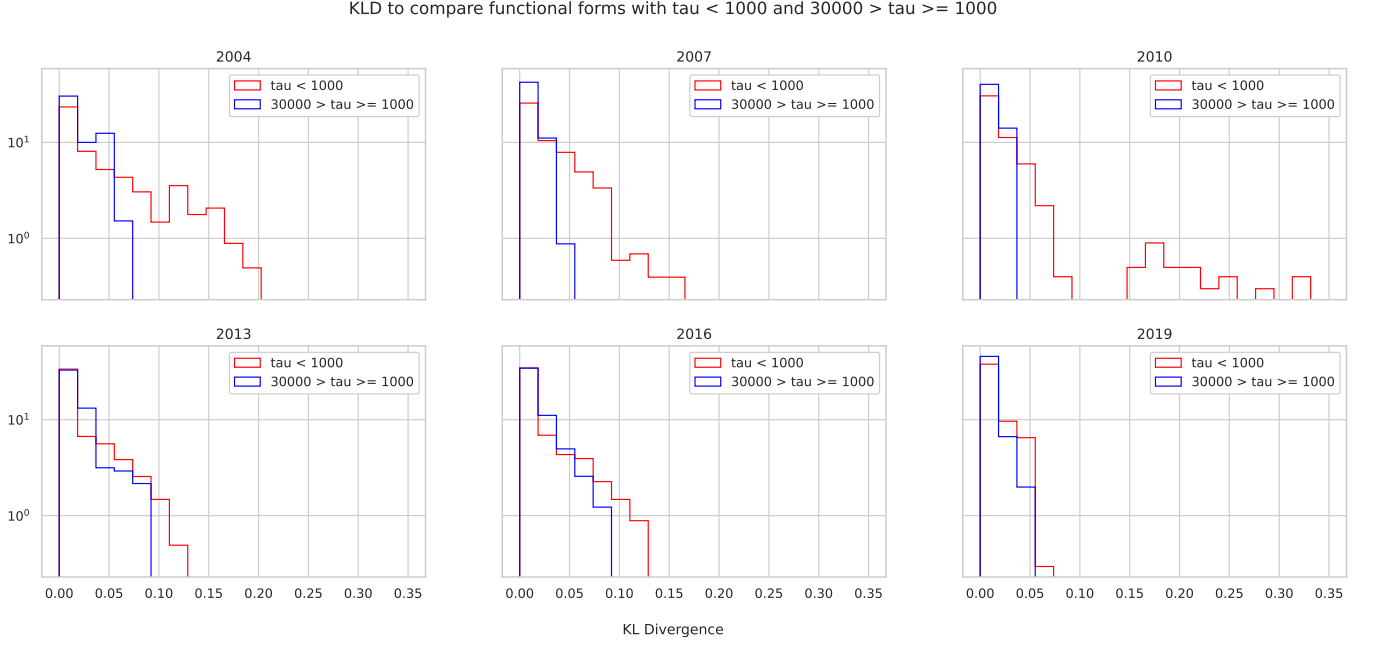 KLD to compare functional forms with tau < 1000 and 30000 > tau >= 1000
2004
2007
2010
tau < 1000
30000 > tau >= 1000
tau < 1000
30000 > tau >= 1000
tau < 1000
30000 > tau >= 1000
10¹
10⁰
2013
2016
2019
tau < 1000
30000 > tau >= 1000
tau < 1000
30000 > tau >= 1000
tau < 1000
30000 > tau >= 1000
10¹
10⁰
0.00 0.05 0.10 0.15 0.20 0.25 0.30 0.35
0.00 0.05 0.10 0.15 0.20 0.25 0.30 0.35
0.00 0.05 0.10 0.15 0.20 0.25 0.30 0.35
KL Divergence